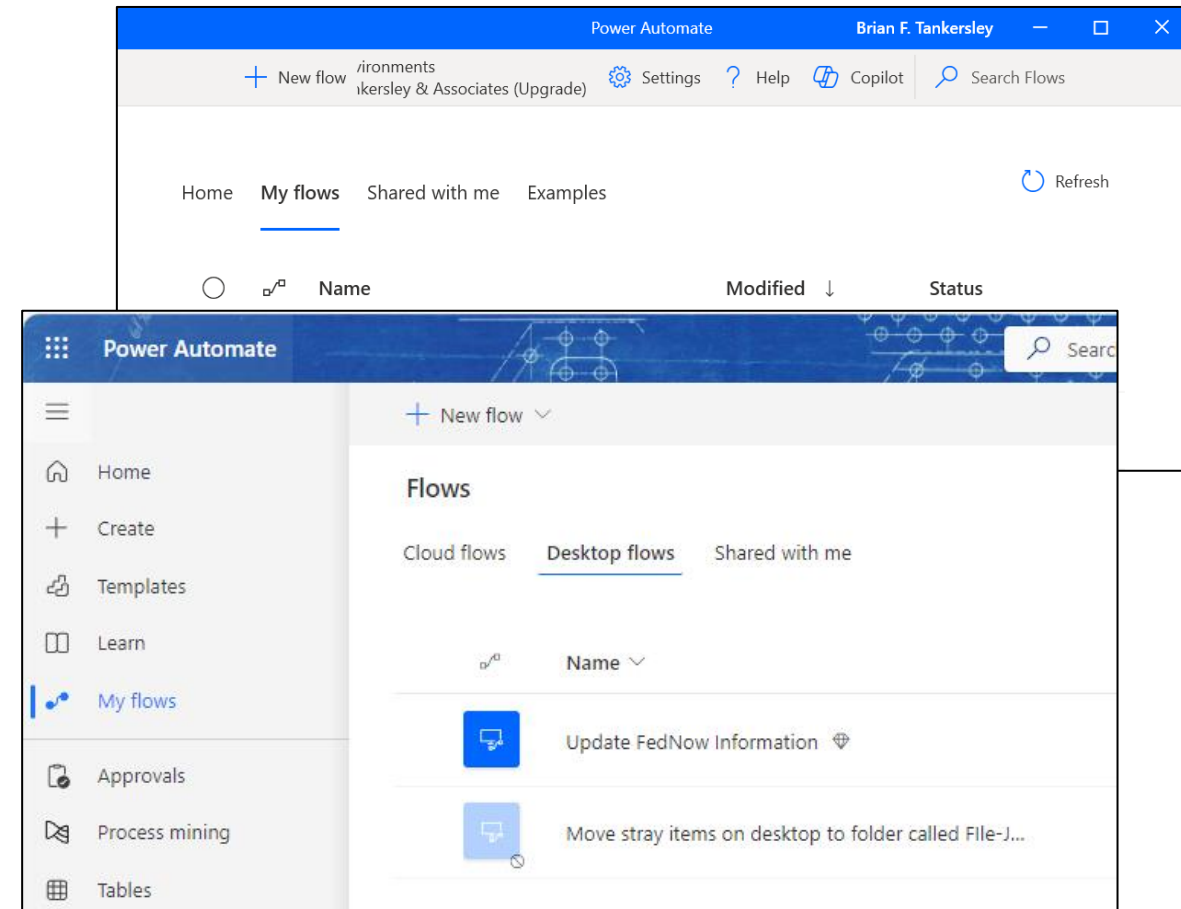 Power Automate Brian F. Tankersley
New flow
vironments
nkersley & Associates (Upgrade)
Settings Help Copilot Search Flows
Home My flows Shared with me Examples Refresh
Name Modified ↓ Status
Power Automate Searc
New flow
Home
Create
Templates
Learn
My flows
Approvals
Process mining
Tables
Flows
Cloud flows Desktop flows Shared with me
Name
Update FedNow Information
Move stray items on desktop to folder called FIle-J...